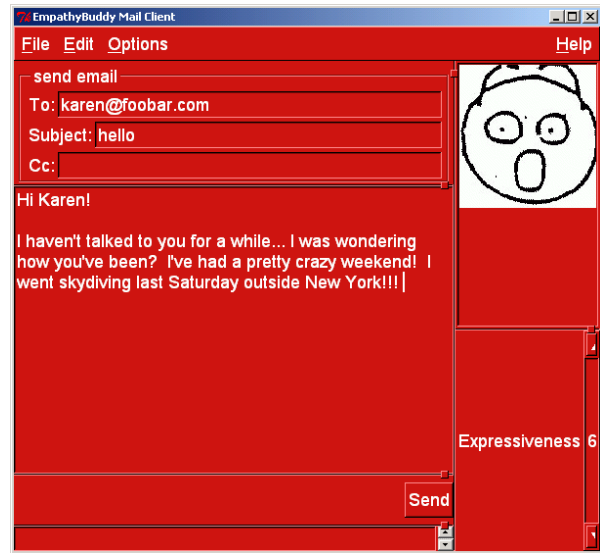 EmpathyBuddy Mail Client
File Edit Options Help
send email
To: karen@foobar.com
Subject: hello
Cc:
Hi Karen!
I haven't talked to you for a while... I was wondering
how you've been? I've had a pretty crazy weekend! I
went skydiving last Saturday outside New York!!!
Expressiveness 6
Send